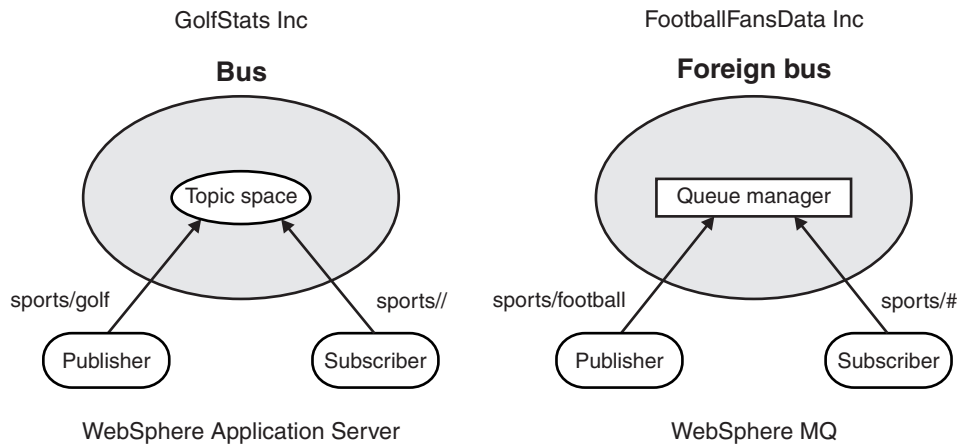 GolfStats Inc
FootballFansData Inc
Bus
Foreign bus
Topic space
Queue manager
sports/golf
sports//
sports/football
sports/#
Publisher
Subscriber
Publisher
Subscriber
WebSphere Application Server
WebSphere MQ